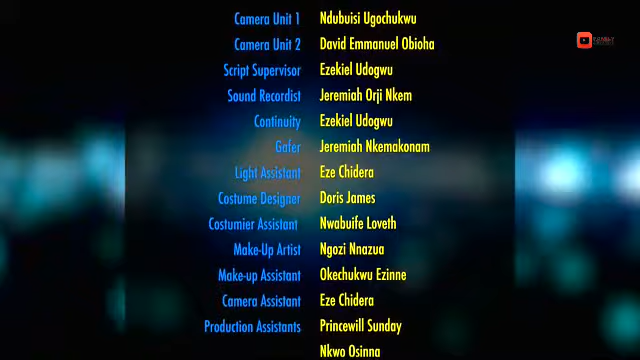 Camera Unit 1 Ndubuisi Ugochukwu
Camera Unit 2 David Emmanuel Obioha
Script Supervisor Ezekiel Udogwu
Sound Recordist Jeremiah Orji Nkem
Continuity Ezekiel Udogwu
Gafer Jeremiah Nkemakonam
Light Assistant Eze Chidera
Costume Designer Doris James
Costumier Assistant Nwabuife Loveth
Make-Up Artist Ngozi Nnazua
Make-up Assistant Okechukwu Ezinne
Camera Assistant Eze Chidera
Production Assistants Princewill Sunday
Nkwo Osinna